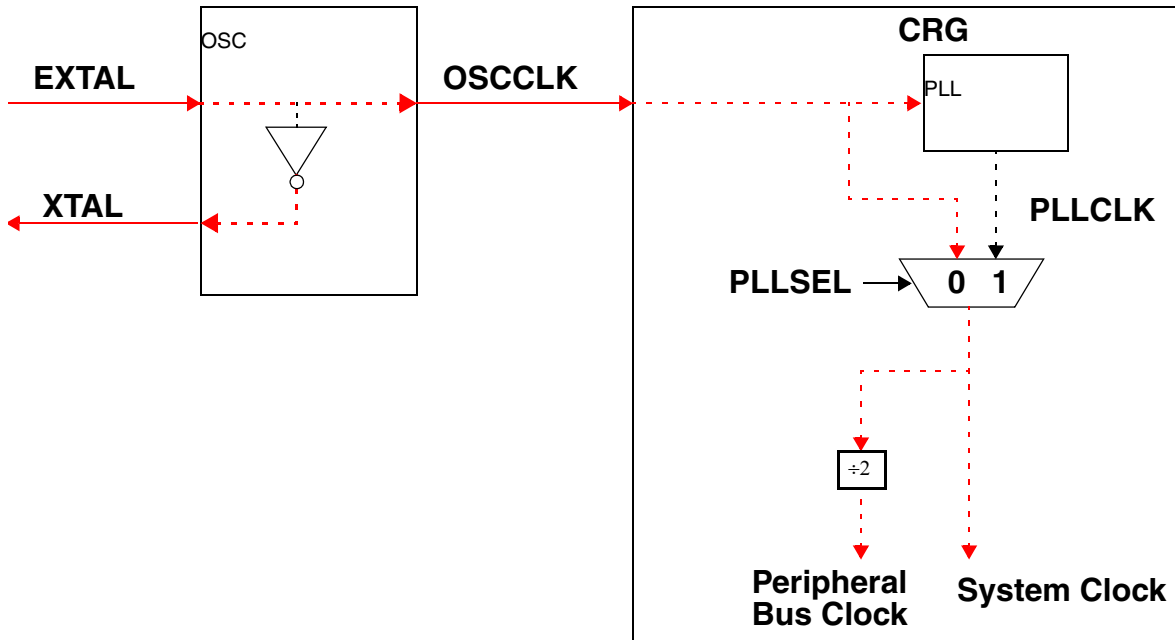 OSC
EXTAL
OSCCLK
XTAL
CRG
PLL
PLLCLK
PLLSEL
0 1
÷2
Peripheral
Bus Clock
System Clock